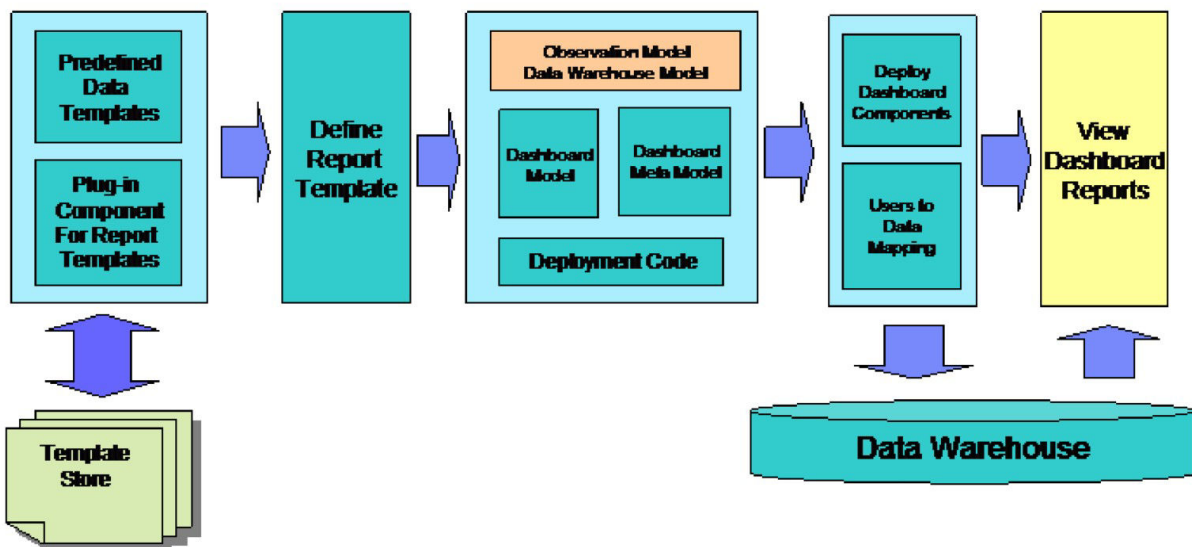 Predefined
Data
Templates
Plug-in
Component
For Report
Templates
Define
Report
Template
Observation Model
Data Warehouse Model
Dashboard
Model
Dashboard
Meta Model
Deployment Code
Deploy
Dashboard
Components
Users to
Data
Mapping
View
Dashboard
Reports
Template
Store
Data Warehouse